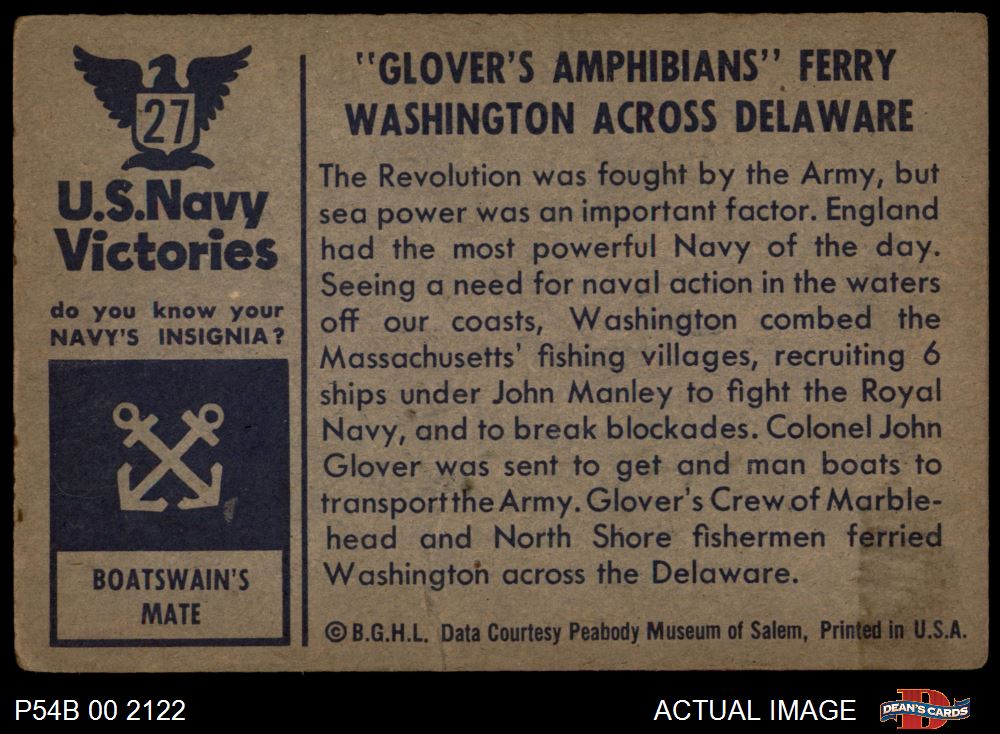 27
U.S.Navy
Victories
do you know your
NAVY'S INSIGNIA?
BOATSWAIN'S
MATE
"GLOVER'S AMPHIBIANS" FERRY
WASHINGTON ACROSS DELAWARE
The Revolution was fought by the Army, but
sea power was an important factor. England
had the most powerful Navy of the day.
Seeing a need for naval action in the waters
off our coasts, Washington combed the
Massachusetts' fishing villages, recruiting 6
ships under John Manley to fight the Royal
Navy, and to break blockades. Colonel John
Glover was sent to get and man boats to
transport the Army. Glover's Crew of Marble-
head and North Shore fishermen ferried
Washington across the Delaware.
© B.G.H.L. Data Courtesy Peabody Museum of Salem, Printed in U.S.A.
P54B 00 2122
ACTUAL IMAGE
D
DEAN'S CARDS